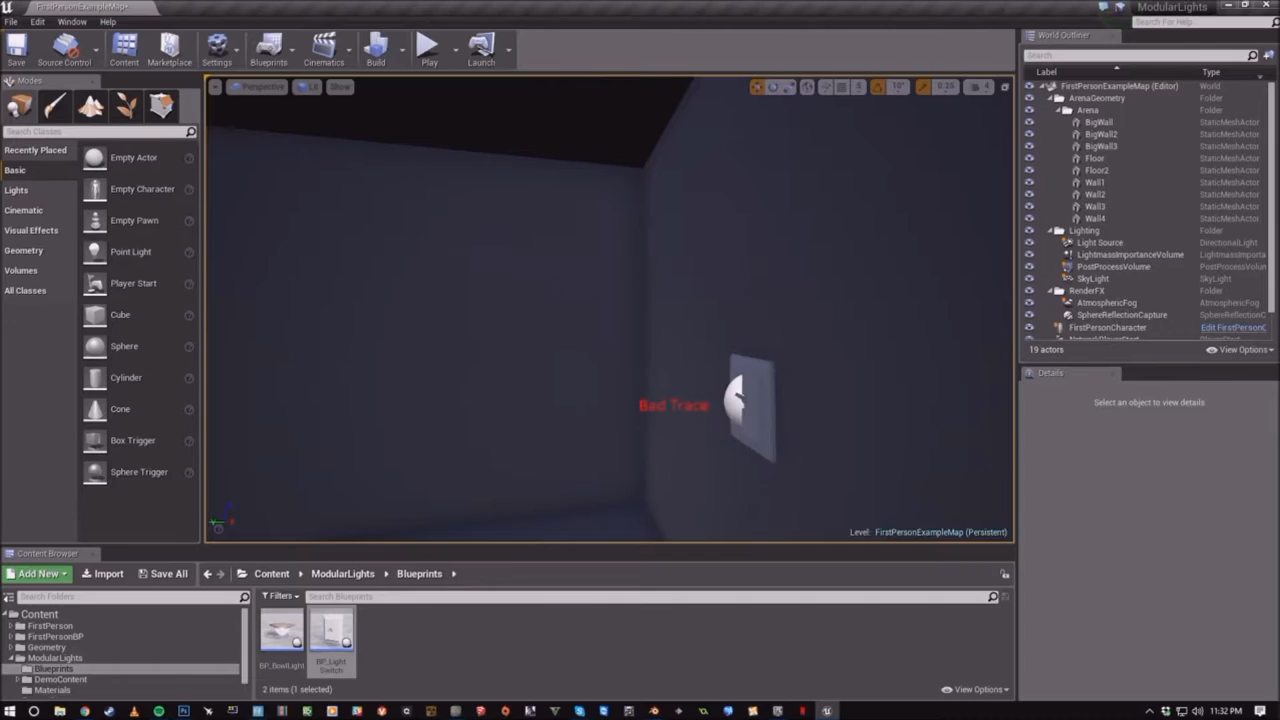 FirstPersonExampleMap*
ModularLights
File Edit Window Help
Search For Help
Save Source Control Content Marketplace Settings Blueprints Cinematics Build Play Launch
World Outliner
Modes
Search
Perspective Lit Show
10° 0.25 4
Label Type
FirstPersonExampleMap (Editor) World
ArenaGeometry Folder
Arena Folder
BigWall StaticMeshActor
BigWall2 StaticMeshActor
BigWall3 StaticMeshActor
Floor StaticMeshActor
Floor2 StaticMeshActor
Wall1 StaticMeshActor
Wall2 StaticMeshActor
Wall3 StaticMeshActor
Wall4 StaticMeshActor
Lighting Folder
Light Source DirectionalLight
LightmassImportanceVolume LightmassImporta
PostProcessVolume PostProcessVolun
SkyLight SkyLight
RenderFX Folder
AtmosphericFog AtmosphericFog
SphereReflectionCapture SphereReflectionC
FirstPersonCharacter Edit FirstPersonC
19 actors View Options
Search Classes
Recently Placed
Basic
Lights
Cinematic
Visual Effects
Geometry
Volumes
All Classes
Empty Actor
Empty Character
Empty Pawn
Point Light
Player Start
Cube
Sphere
Cylinder
Cone
Box Trigger
Sphere Trigger
Bad Trace
Details
Select an object to view details
Level: FirstPersonExampleMap (Persistent)
Content Browser
Add New Import Save All Content ModularLights Blueprints
Search Folders
Filters Search Blueprints
Content
FirstPerson
FirstPersonBP
Geometry
ModularLights
Blueprints
DemoContent
Materials
BP_BowlLight
BP_Light
Switch
2 items (1 selected) View Options
11:32 PM